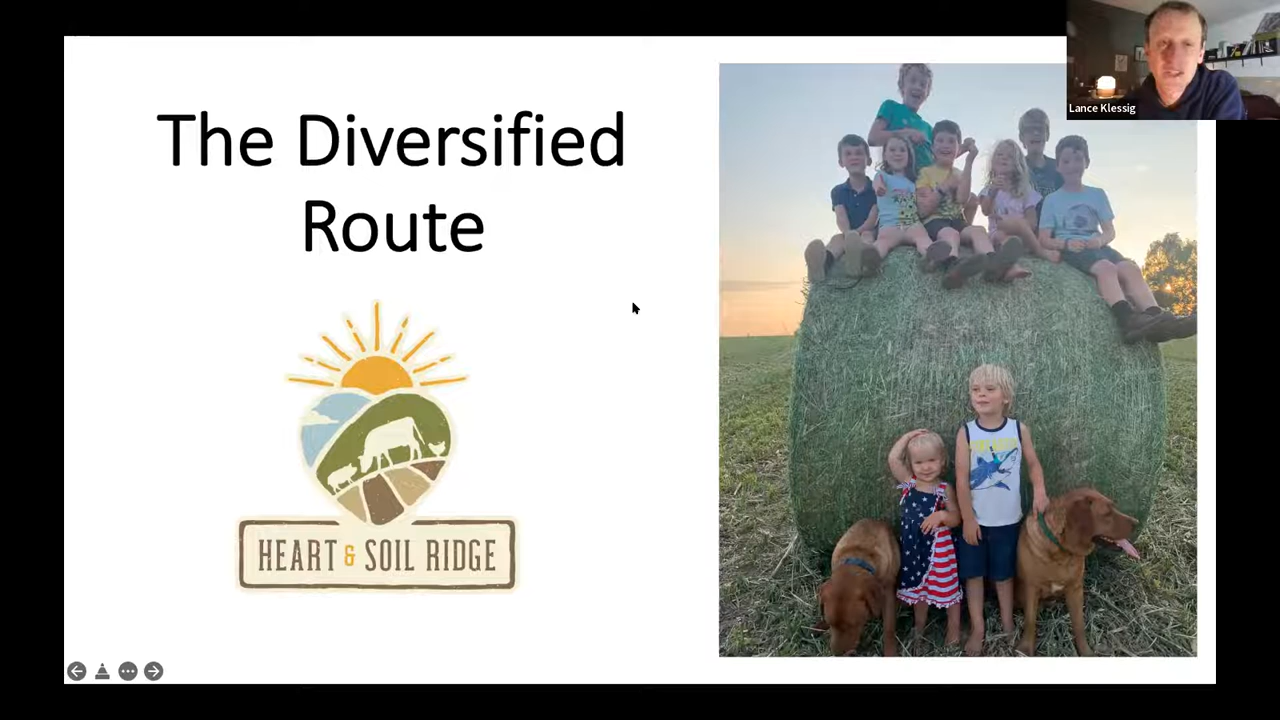 The Diversified
Route
HEART & SOIL RIDGE
Lance Klessig